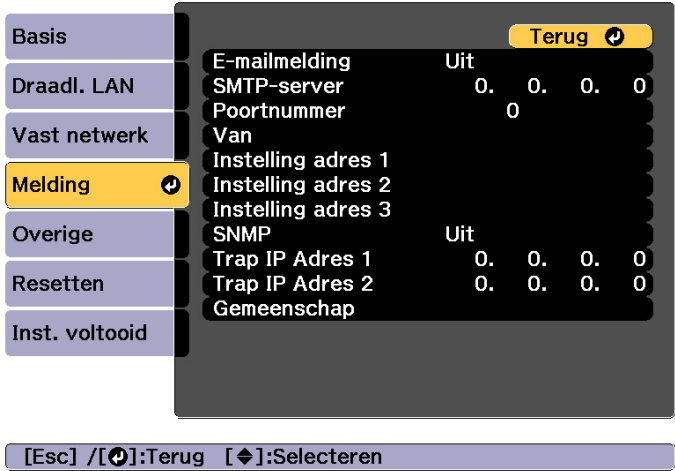 Basis
Draadl. LAN
Vast netwerk
Melding
Overige
Resetten
Inst. voltooid
Terug
E-mailmelding Uit
SMTP-server 0. 0. 0. 0
Poortnummer 0
Van
Instelling adres 1
Instelling adres 2
Instelling adres 3
SNMP Uit
Trap IP Adres 1 0. 0. 0. 0
Trap IP Adres 2 0. 0. 0. 0
Gemeenschap
[Esc] /[⏎]:Terug [◆]:Selecteren